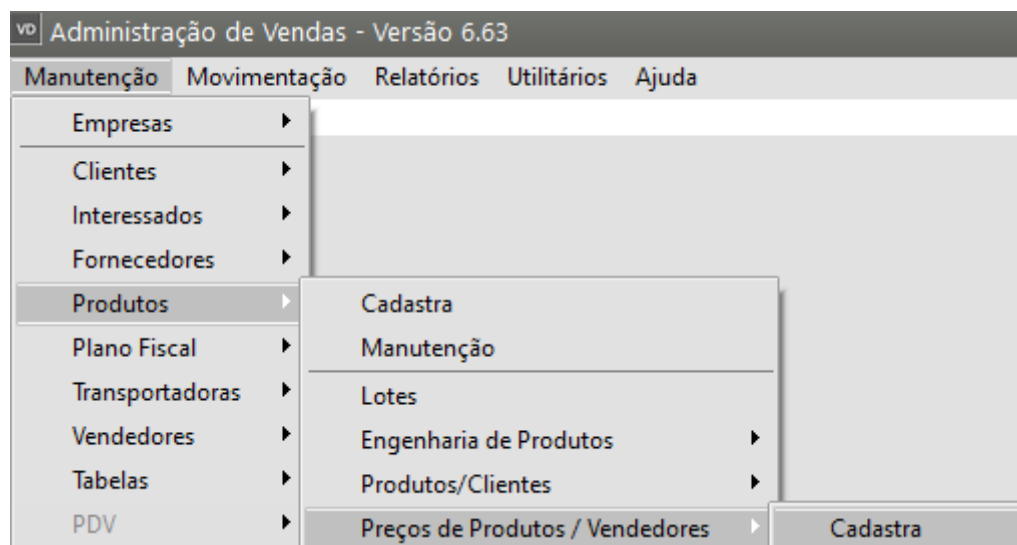 VD Administração de Vendas - Versão 6.63
Manutenção Movimentação Relatórios Utilitários Ajuda
Empresas
Clientes
Interessados
Fornecedores
Produtos
Cadastra
Plano Fiscal
Manutenção
Transportadoras
Lotes
Vendedores
Engenharia de Produtos
Tabelas
Produtos/Clientes
PDV
Preços de Produtos / Vendedores
Cadastra